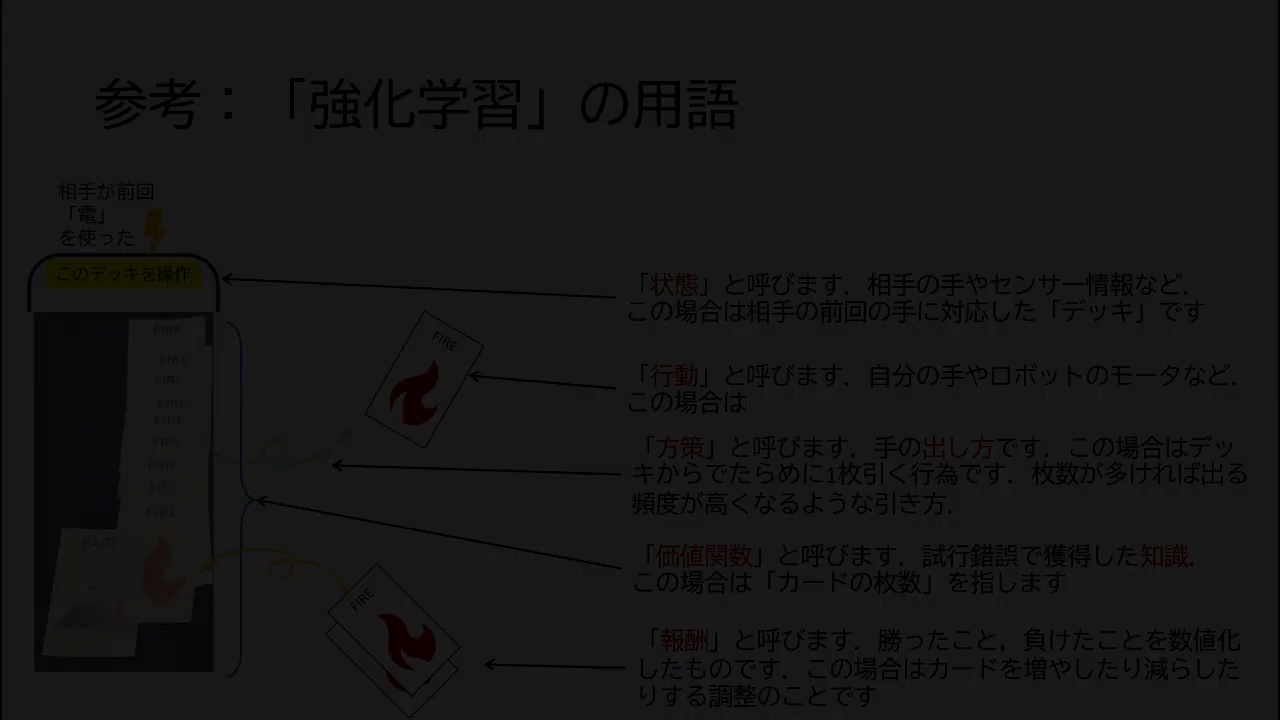 参考：「強化学習」の用語
相手が前回
「電」
を使った
このデッキを操作
FIRE
FIRE
FIRE
FIRE
FIRE
FIRE
FIRE
FIRE
FIRE
EART
FIRE
FIRE
「状態」と呼びます．相手の手やセンサー情報など．
この場合は相手の前回の手に対応した「デッキ」です
「行動」と呼びます．自分の手やロボットのモータなど．
この場合は
「方策」と呼びます．手の出し方です．この場合はデッ
キからでたらめに1枚引く行為です．枚数が多ければ出る
頻度が高くなるような引き方．
「価値関数」と呼びます．試行錯誤で獲得した知識．
この場合は「カードの枚数」を指します
「報酬」と呼びます．勝ったこと，負けたことを数値化
したものです．この場合はカードを増やしたり減らした
りする調整のことです